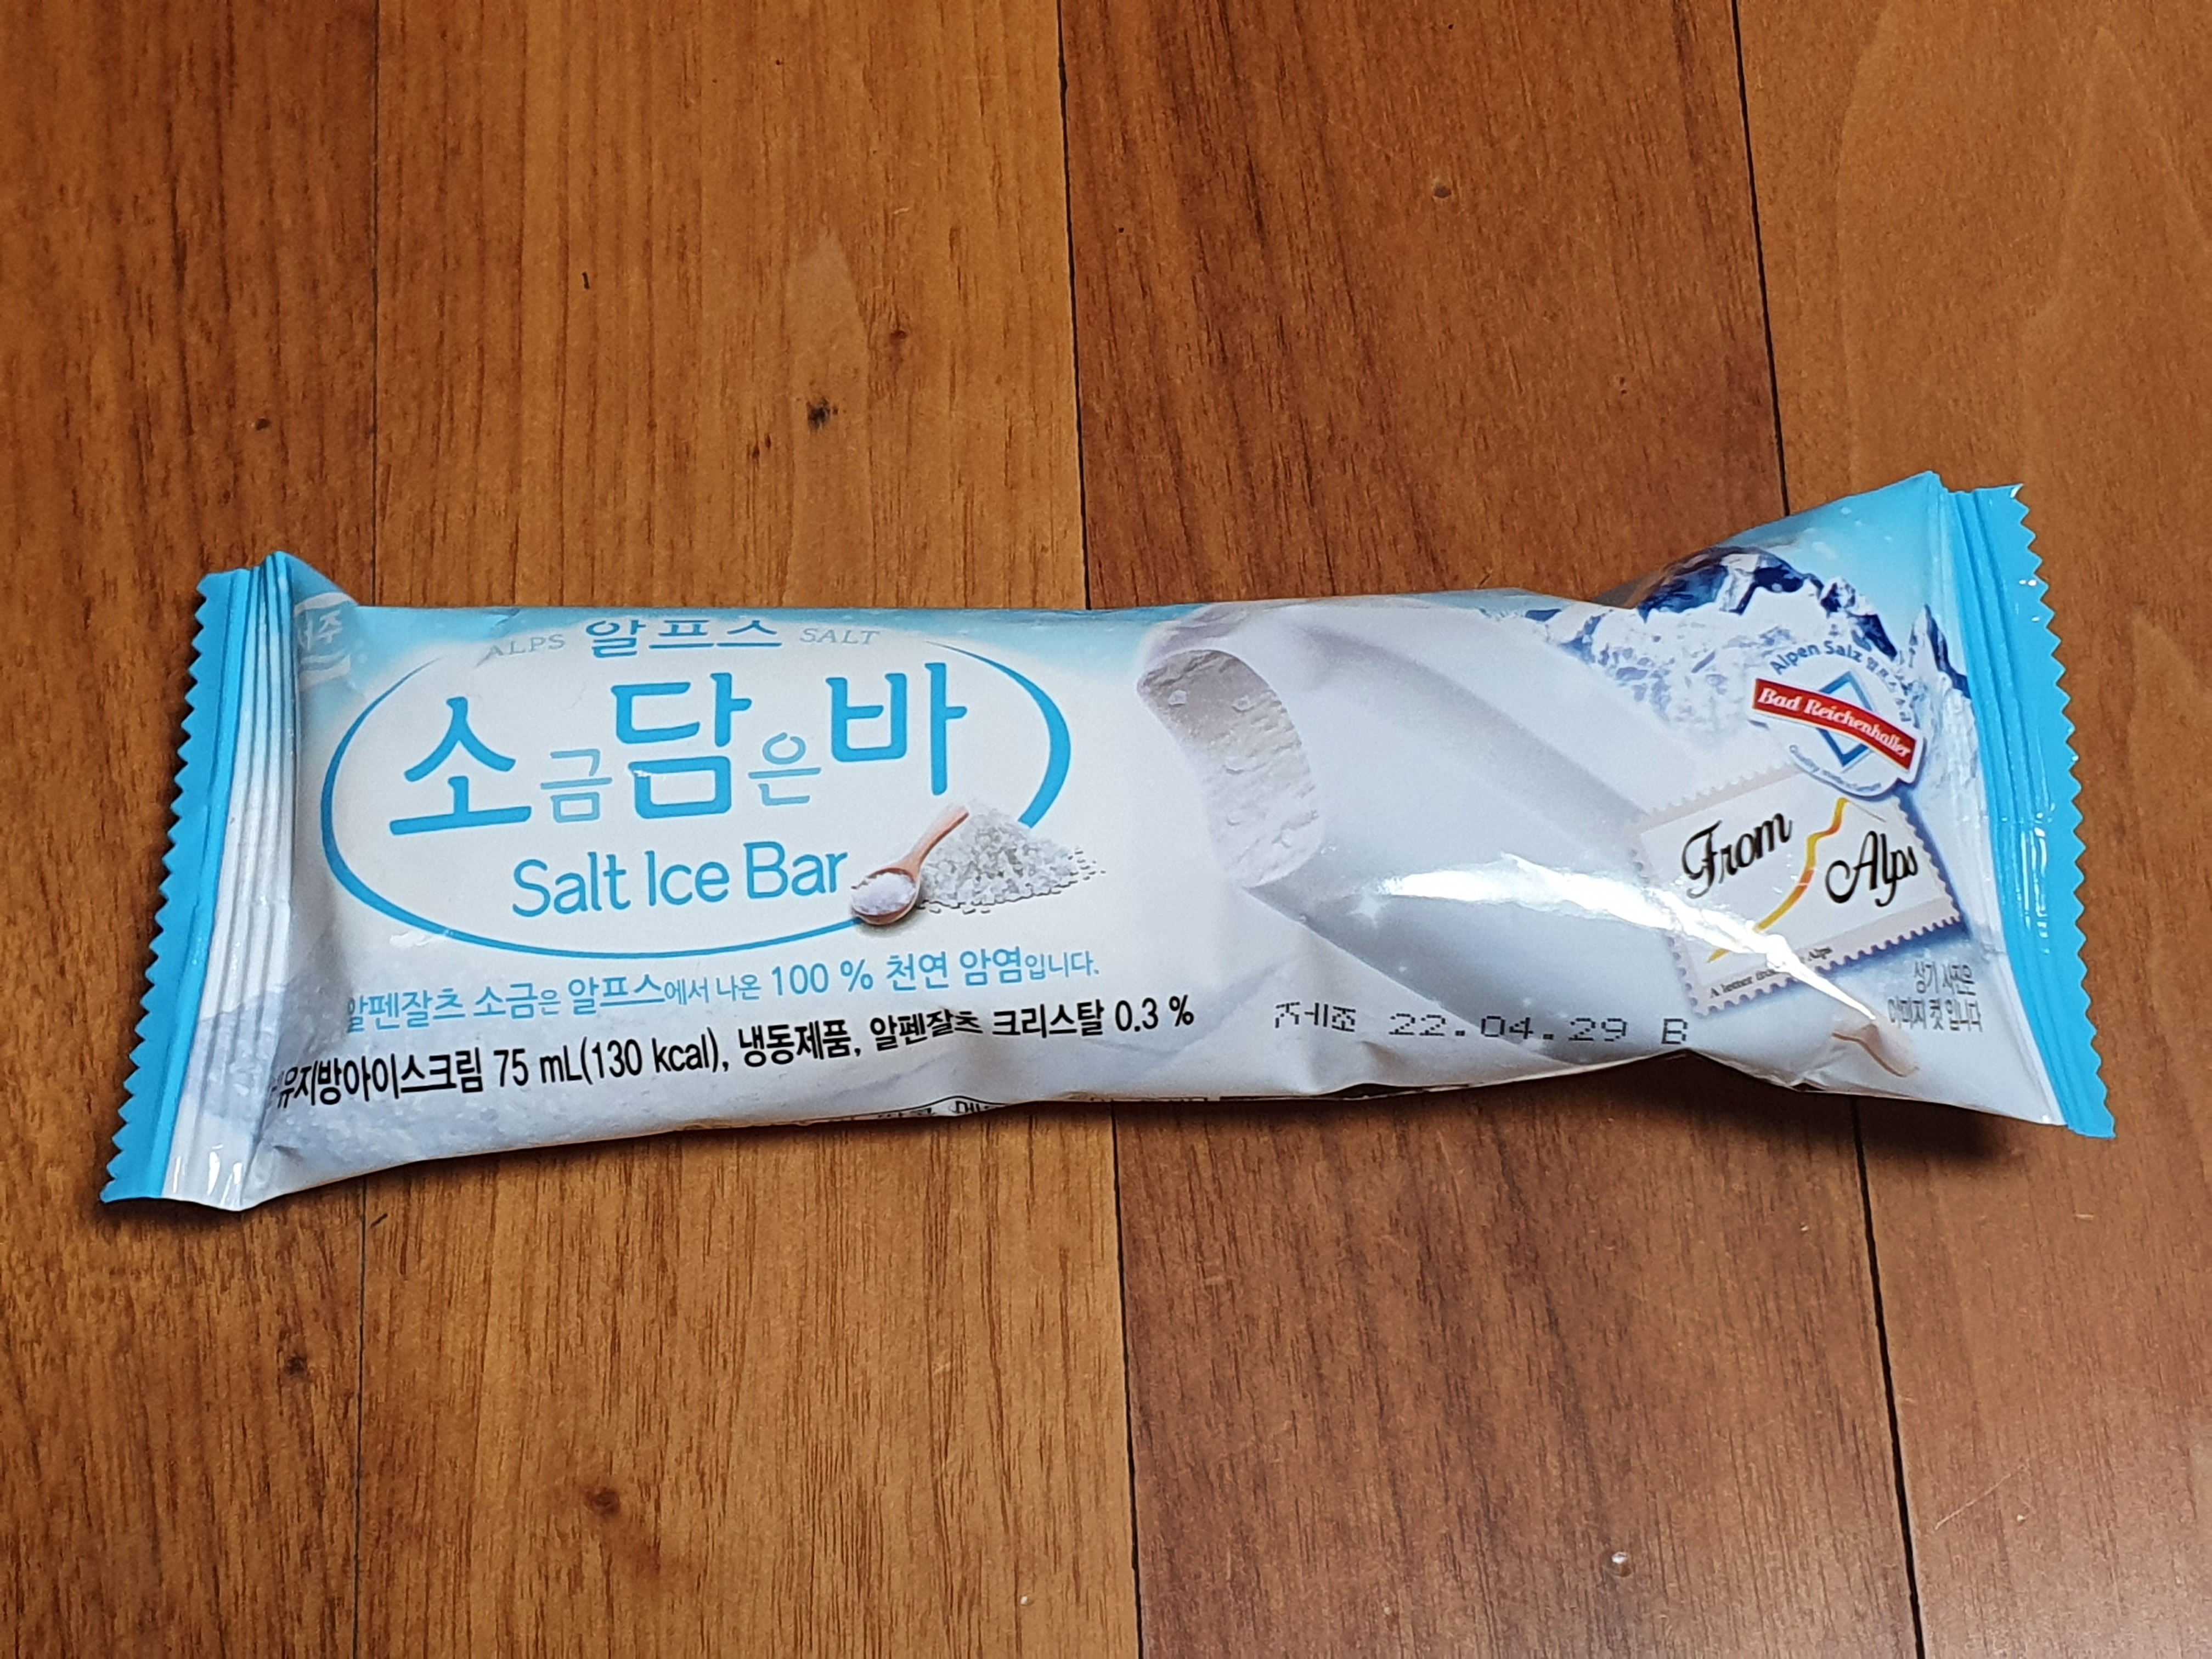 ALPS 알프스 SALT
소금담은바
Salt Ice Bar
알펜잘츠 소금은 알프스에서 나온 100 % 천연 암염입니다.
유지방아이스크림 75 mL(130 kcal), 냉동제품, 알펜잘츠 크리스탈 0.3 %
제조 22.04.29 B
Alpen Salz
Bad Reichenhaller
From Alps
상기 사진은
이미지 컷 입니다